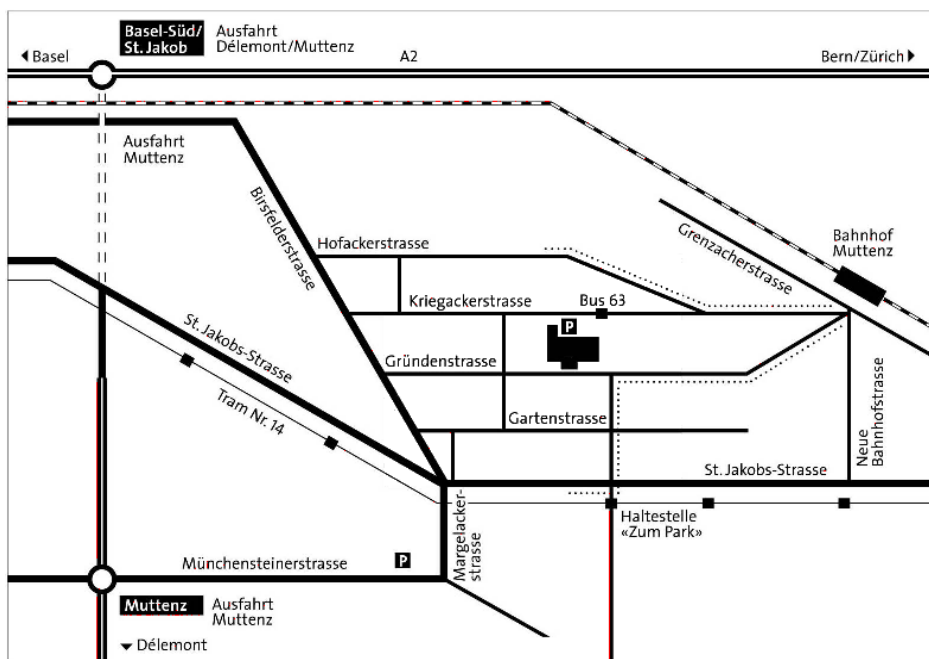 Basel-Süd/
St. Jakob
Ausfahrt
Délemont/Muttenz
Basel
A2
Bern/Zürich
Ausfahrt
Muttenz
Birsfelderstrasse
Hofackerstrasse
Grenzacherstrasse
Bahnhof
Muttenz
Kriegackerstrasse
Bus 63
P
St. Jakobs-Strasse
Gründenstrasse
Tram Nr. 14
Gartenstrasse
Neue
Bahnhofstrasse
St. Jakobs-Strasse
Haltestelle
«Zum Park»
Margelacker-
strasse
Münchensteinerstrasse
P
Muttenz
Ausfahrt
Muttenz
Délemont